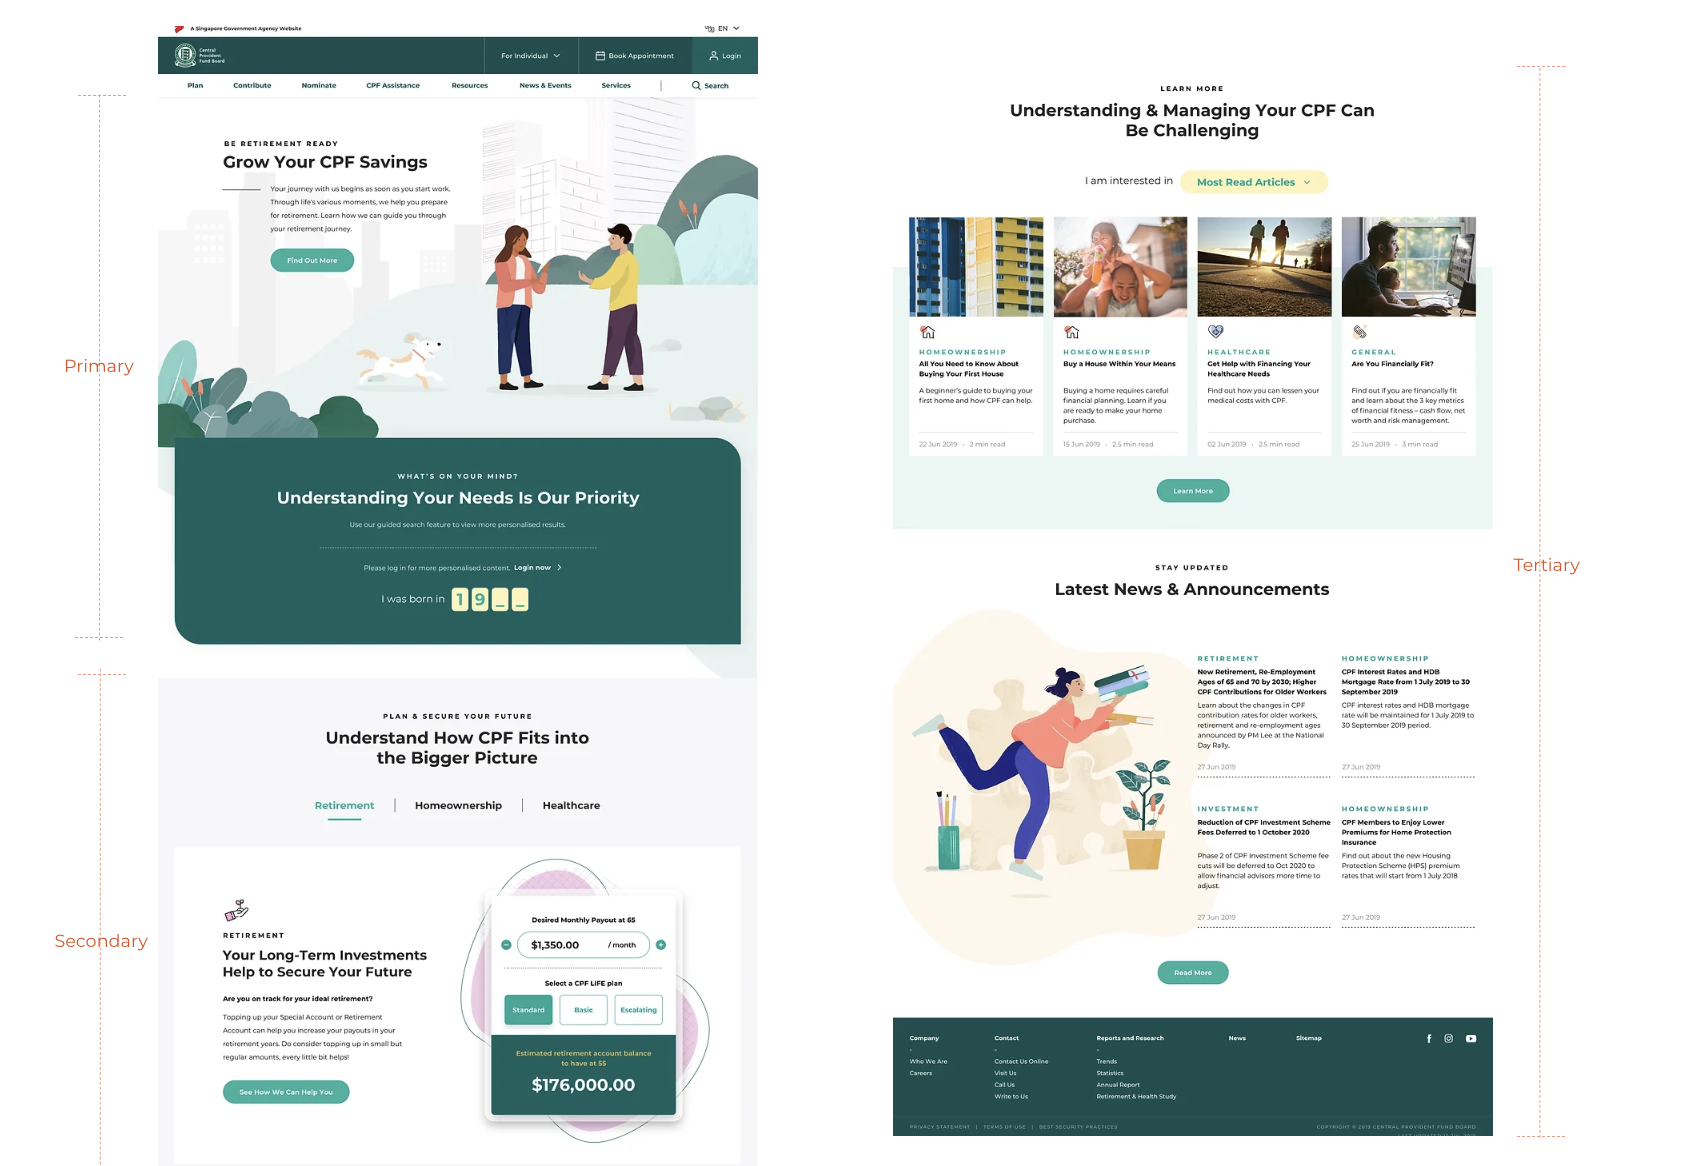 A Singapore Government Agency Website
EN
Central
Provident
Fund Board
For Individual
Book Appointment
Login
Plan
Contribute
Nominate
CPF Assistance
Resources
News & Events
Services
Search
Primary
BE RETIREMENT READY
Grow Your CPF Savings
Your journey with us begins as soon as you start work.
Through life's various moments, we help you prepare
for retirement. Learn how we can guide you through
your retirement journey.
Find Out More
WHAT'S ON YOUR MIND?
Understanding Your Needs Is Our Priority
Use our guided search feature to view more personalised results.
Please log in for more personalised content. Login now
I was born in 1 9 _ _
Secondary
PLAN & SECURE YOUR FUTURE
Understand How CPF Fits into
the Bigger Picture
Retirement
Homeownership
Healthcare
RETIREMENT
Your Long-Term Investments
Help to Secure Your Future
Are you on track for your ideal retirement?
Topping up your Special Account or Retirement
Account can help you increase your payouts in your
retirement years. Do consider topping up in small but
regular amounts, every little bit helps!
See How We Can Help You
Desired Monthly Payout at 65
$1,350.00 / month
Select a CPF LIFE plan
Standard
Basic
Escalating
Estimated retirement account balance
to have at 55
$176,000.00
Tertiary
LEARN MORE
Understanding & Managing Your CPF Can
Be Challenging
I am interested in Most Read Articles
HOMEOWNERSHIP
All You Need to Know About
Buying Your First House
A beginner's guide to buying your
first home and how CPF can help.
22 Jun 2019 • 2 min read
HOMEOWNERSHIP
Buy a House Within Your Means
Buying a home requires careful
financial planning. Learn if you
are ready to make your home
purchase.
15 Jun 2019 • 2.5 min read
HEALTHCARE
Get Help with Financing Your
Healthcare Needs
Find out how you can lessen your
medical costs with CPF.
02 Jun 2019 • 2.5 min read
GENERAL
Are You Financially Fit?
Find out if you are financially fit
and learn about the 3 key metrics
of financial fitness – cash flow, net
worth and risk management.
25 Jun 2019 • 3 min read
Learn More
STAY UPDATED
Latest News & Announcements
RETIREMENT
New Retirement, Re-Employment
Ages of 65 and 70 by 2030; Higher
CPF Contributions for Older Workers
Learn about the changes in CPF
contribution rates for older workers,
retirement and re-employment ages
announced by PM Lee at the National
Day Rally.
27 Jun 2019
HOMEOWNERSHIP
CPF Interest Rates and HDB
Mortgage Rate from 1 July 2019 to 30
September 2019
CPF interest rates and HDB mortgage
rate will be maintained for 1 July 2019 to
30 September 2019 period.
27 Jun 2019
INVESTMENT
Reduction of CPF Investment Scheme
Fees Deferred to 1 October 2020
Phase 2 of CPF Investment Scheme fee
cuts will be deferred to Oct 2020 to
allow financial advisors more time to
adjust.
27 Jun 2019
HOMEOWNERSHIP
CPF Members to Enjoy Lower
Premiums for Home Protection
Insurance
Find out about the new Housing
Protection Scheme (HPS) premium
rates that will start from 1 July 2018
27 Jun 2019
Read More
Company
-
Who We Are
Careers
Contact
-
Contact Us Online
Visit Us
Call Us
Write to Us
Reports and Research
-
Trends
Statistics
Annual Report
Retirement & Health Study
News
Sitemap
PRIVACY STATEMENT | TERMS OF USE | BEST SECURITY PRACTICES
COPYRIGHT © 2019 CENTRAL PROVIDENT FUND BOARD